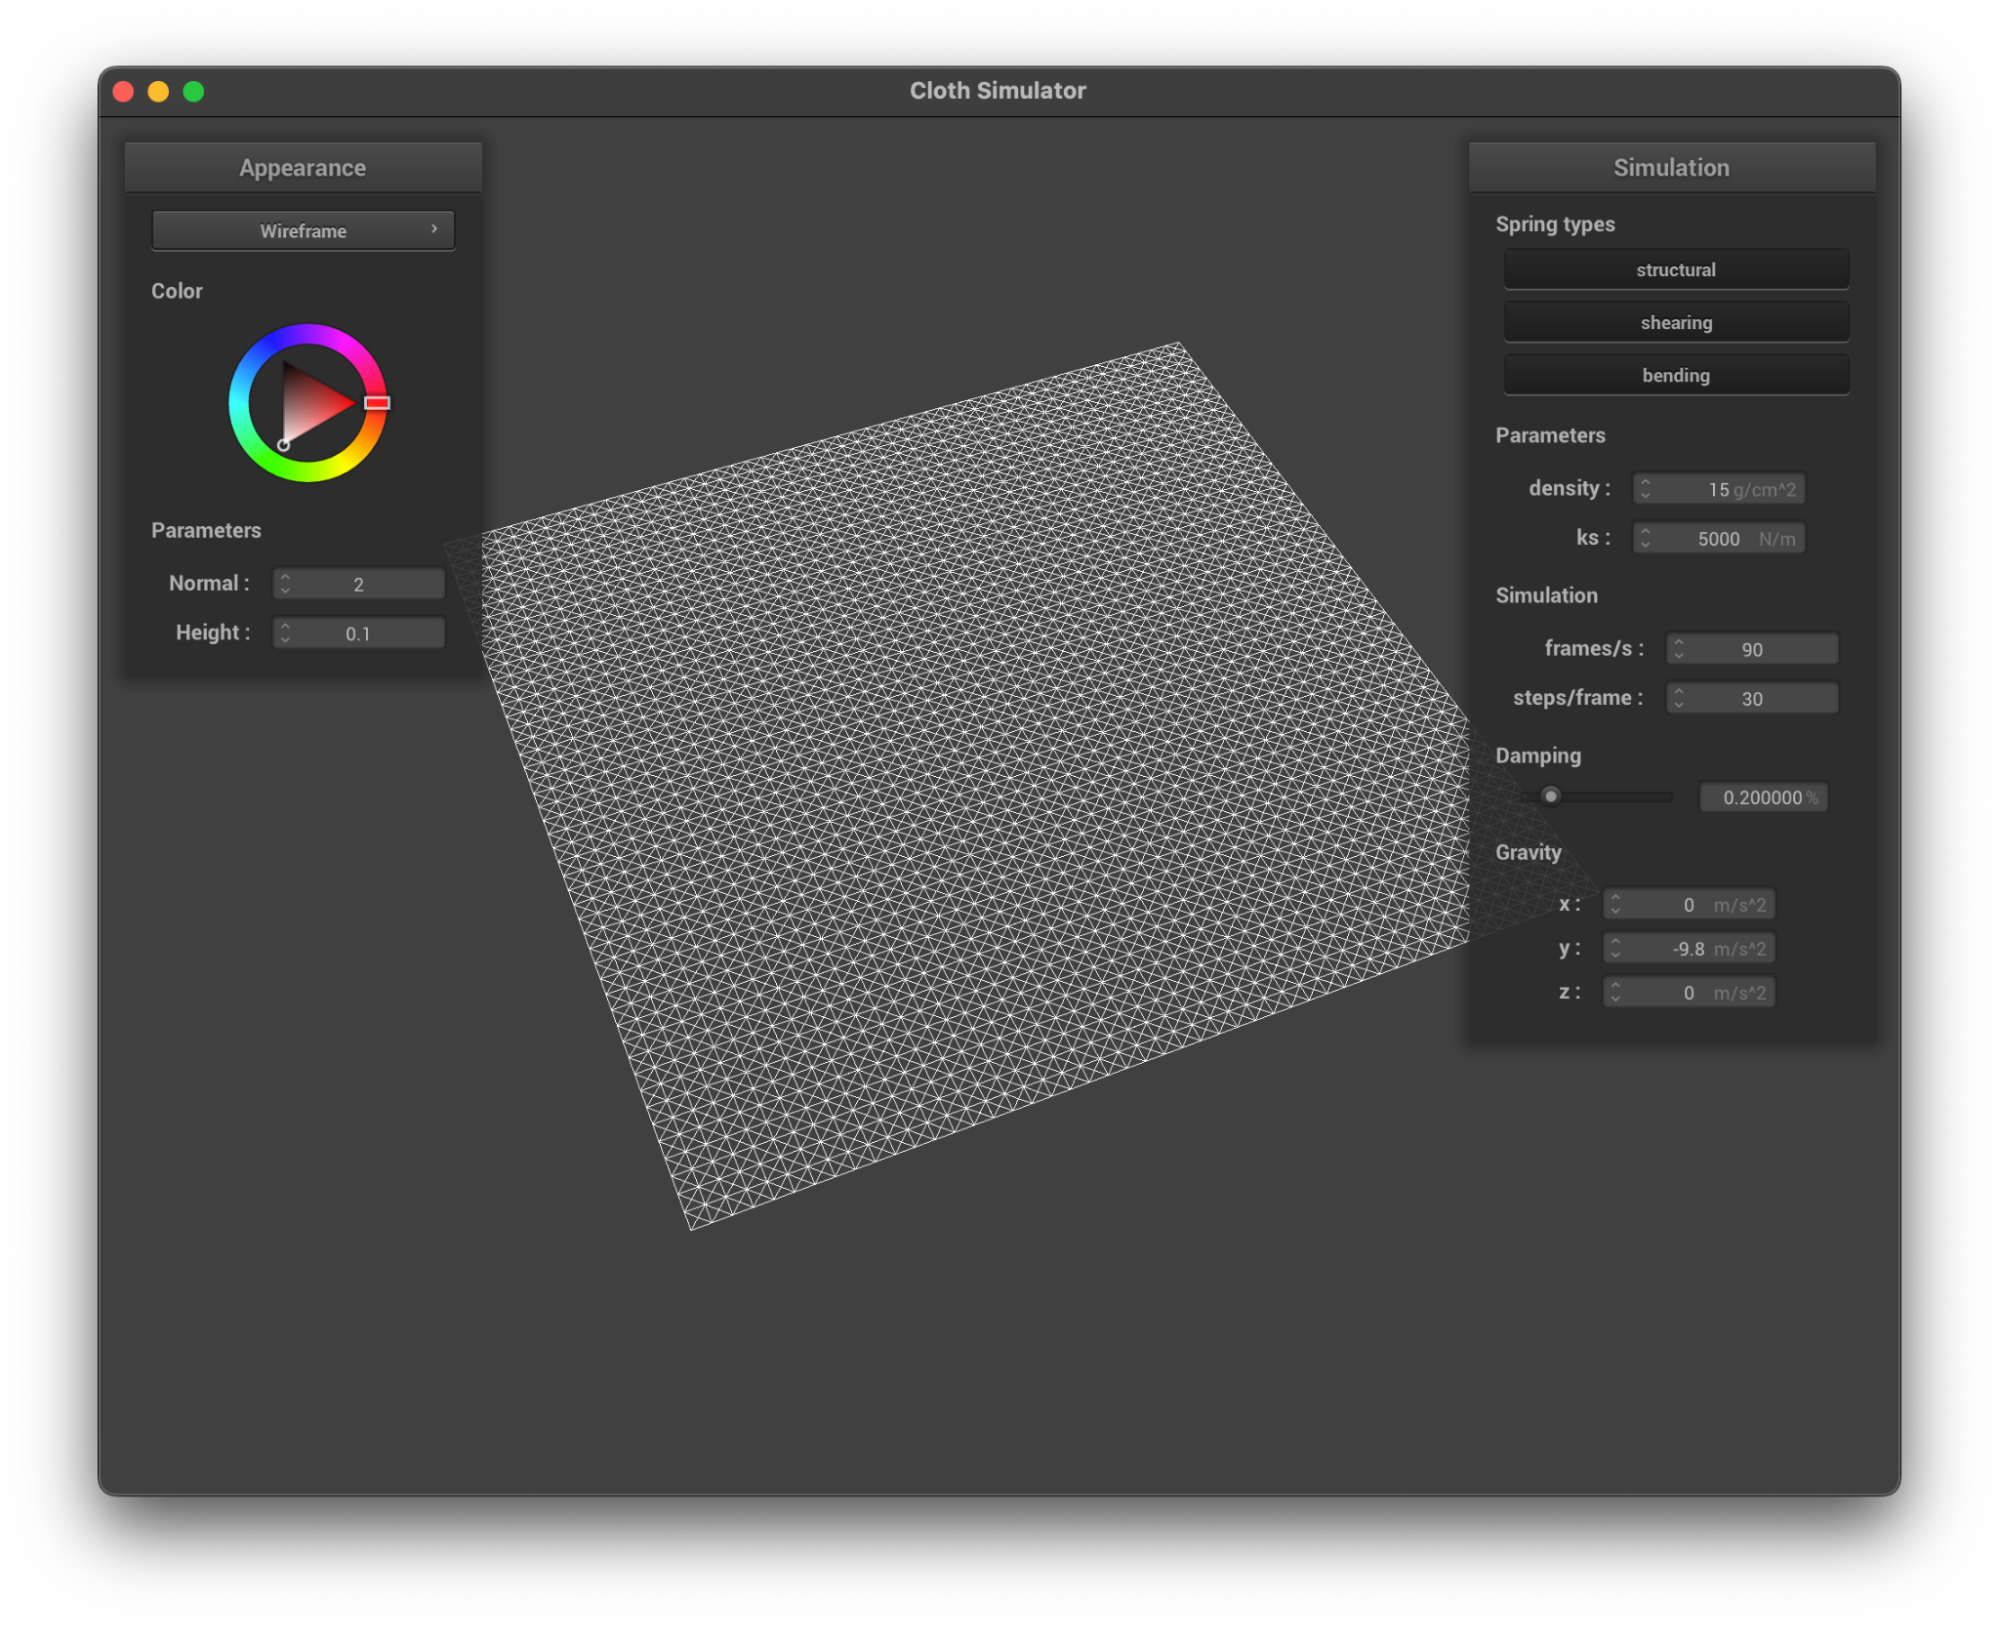 Cloth Simulator
Appearance
Wireframe
Color
Parameters
Normal : 2
Height : 0.1
Simulation
Spring types
structural
shearing
bending
Parameters
density : 15 g/cm^2
ks : 5000 N/m
Simulation
frames/s : 90
steps/frame : 30
Damping
0.200000 %
Gravity
x : 0 m/s^2
y : -9.8 m/s^2
z : 0 m/s^2